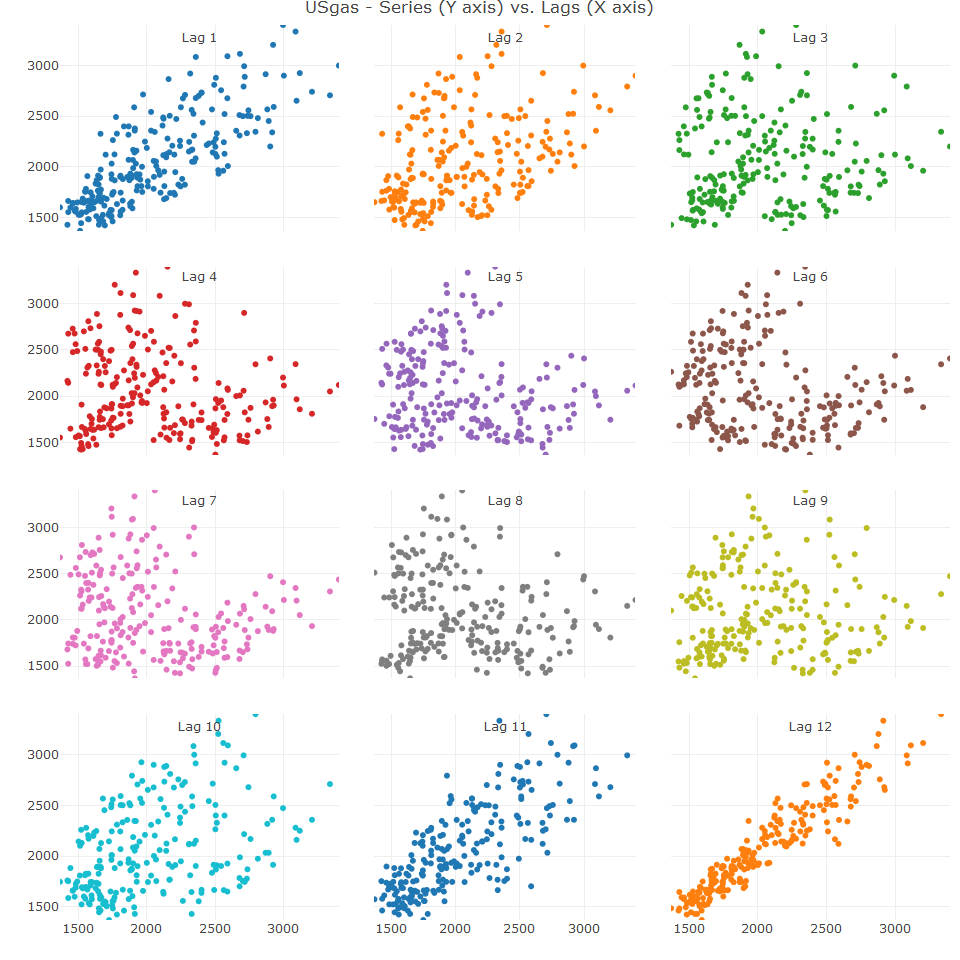 USgas - Series (Y axis) vs. Lags (X axis)
Lag 1
Lag 2
Lag 3
3000
2500
2000
1500
Lag 4
Lag 5
Lag 6
3000
2500
2000
1500
Lag 7
Lag 8
Lag 9
3000
2500
2000
1500
Lag 10
Lag 11
Lag 12
3000
2500
2000
1500
1500 2000 2500 3000 1500 2000 2500 3000 1500 2000 2500 3000